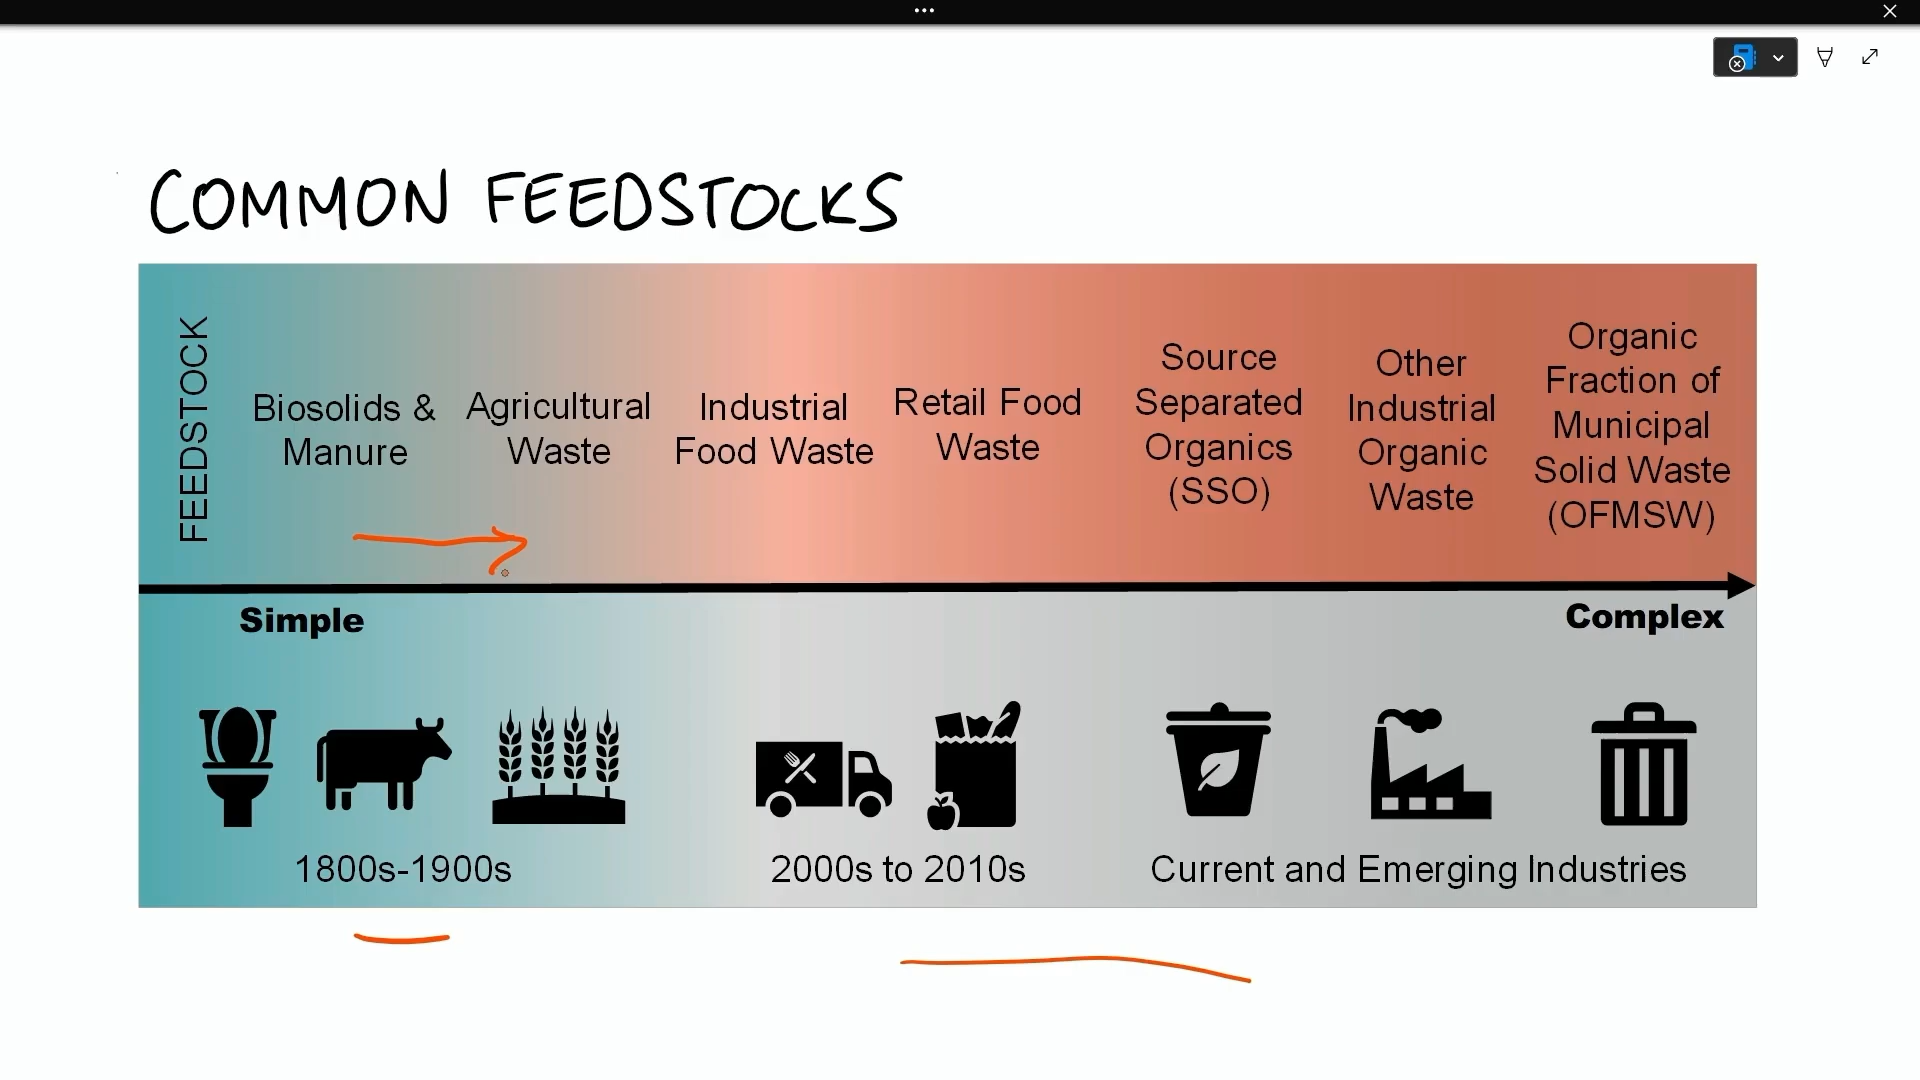 COMMON FEEDSTOCKS
FEEDSTOCK
Biosolids &
Manure
Agricultural
Waste
Industrial
Food Waste
Retail Food
Waste
Source
Separated
Organics
(SSO)
Other
Industrial
Organic
Waste
Organic
Fraction of
Municipal
Solid Waste
(OFMSW)
Simple
Complex
1800s-1900s
2000s to 2010s
Current and Emerging Industries